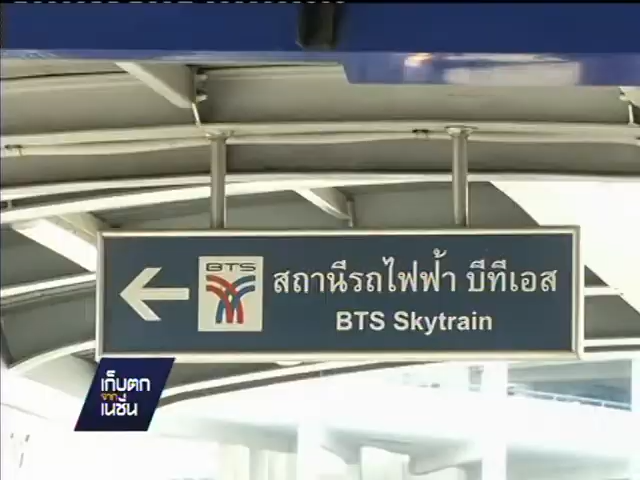 BTS
สถานีรถไฟฟ้า บีทีเอส
BTS Skytrain
เก็บตก
จาก
เนชั่น